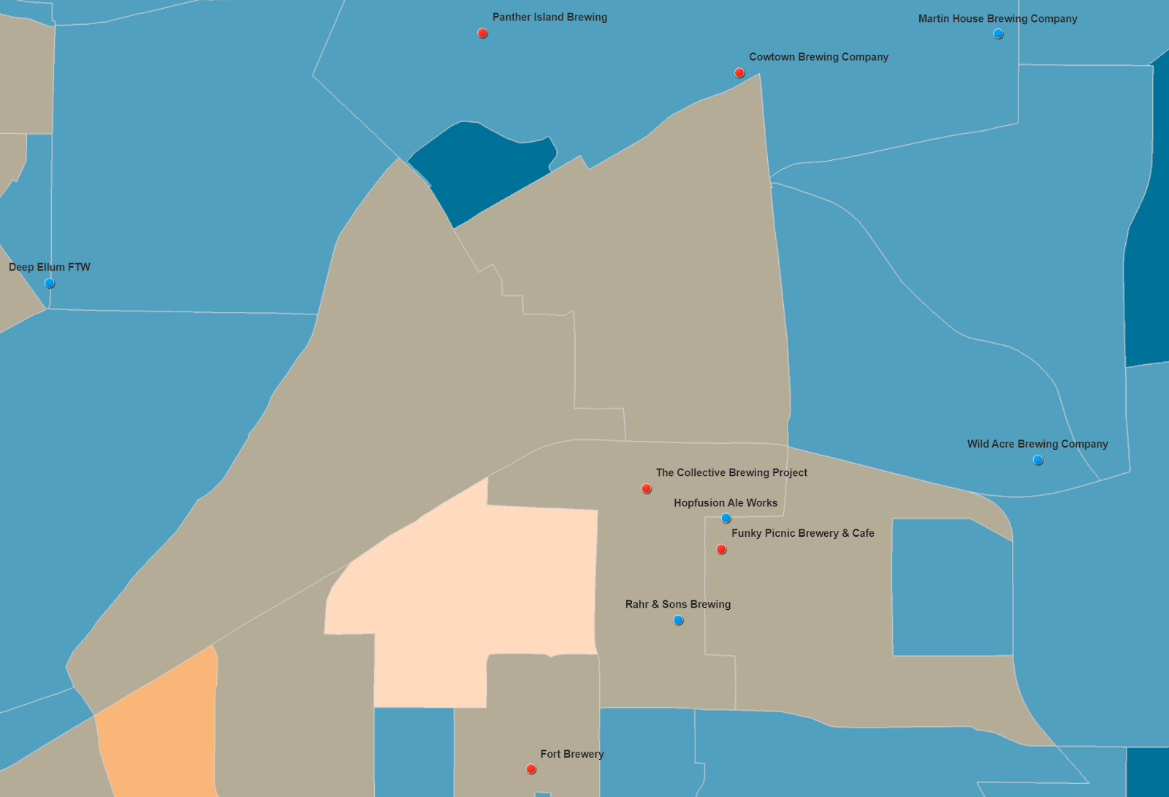 Panther Island Brewing
Martin House Brewing Company
Cowtown Brewing Company
Deep Ellum FTW
Wild Acre Brewing Company
The Collective Brewing Project
Hopfusion Ale Works
Funky Picnic Brewery & Cafe
Rahr & Sons Brewing
Fort Brewery